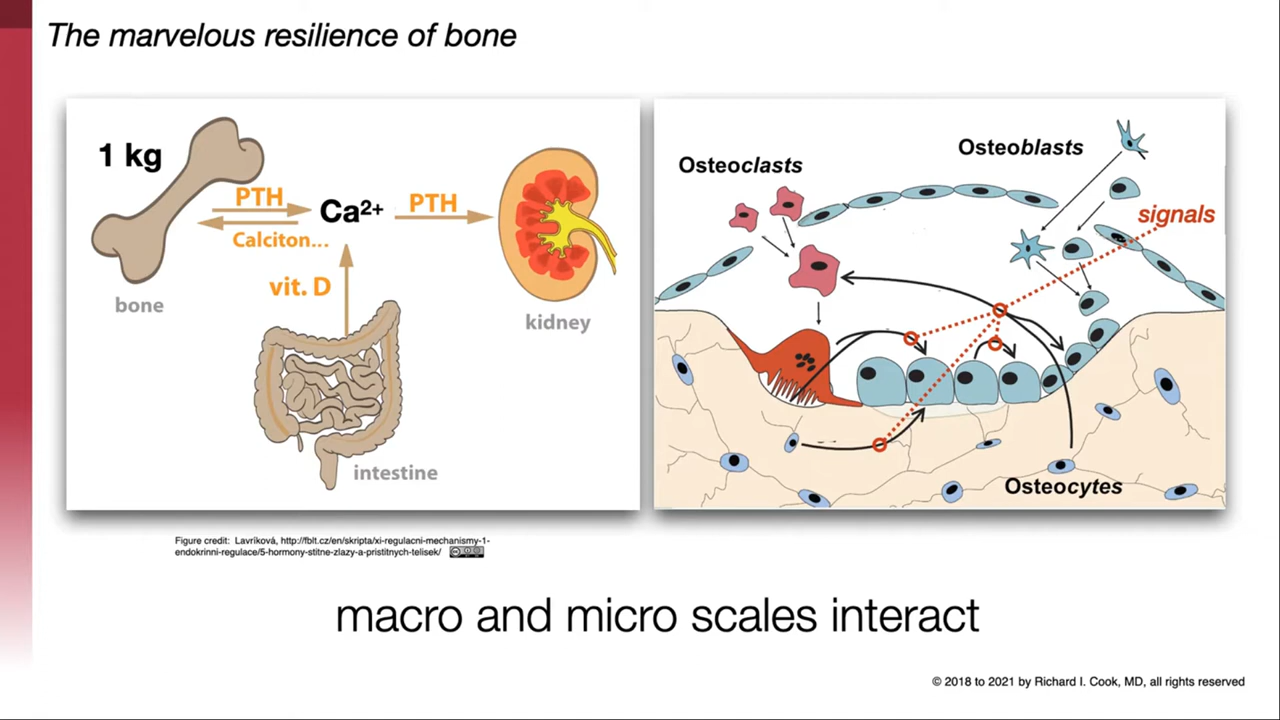 The marvelous resilience of bone
1 kg
PTH
Ca2+
PTH
Calciton...
vit. D
bone
kidney
intestine
Osteoclasts
Osteoblasts
signals
Osteocytes
Figure credit: Lavríková, http://fblt.cz/en/skripta/xi-regulacni-mechanismy-1-
endokrinni-regulace/5-hormony-stitne-zlazy-a-pristitnych-telisek/
macro and micro scales interact
© 2018 to 2021 by Richard I. Cook, MD, all rights reserved